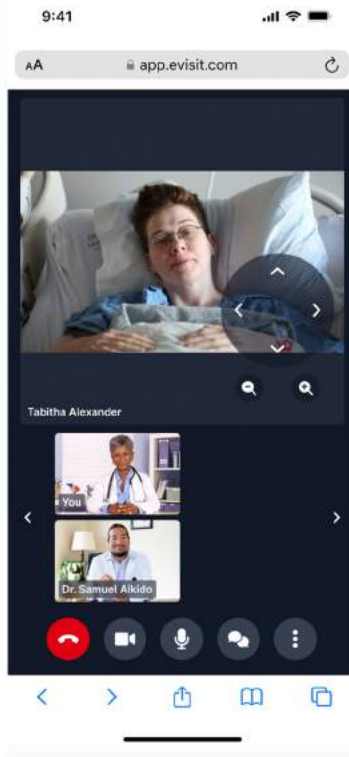 9:41
AA
app.evisit.com
Tabitha Alexander
You
Dr. Samuel Aikido